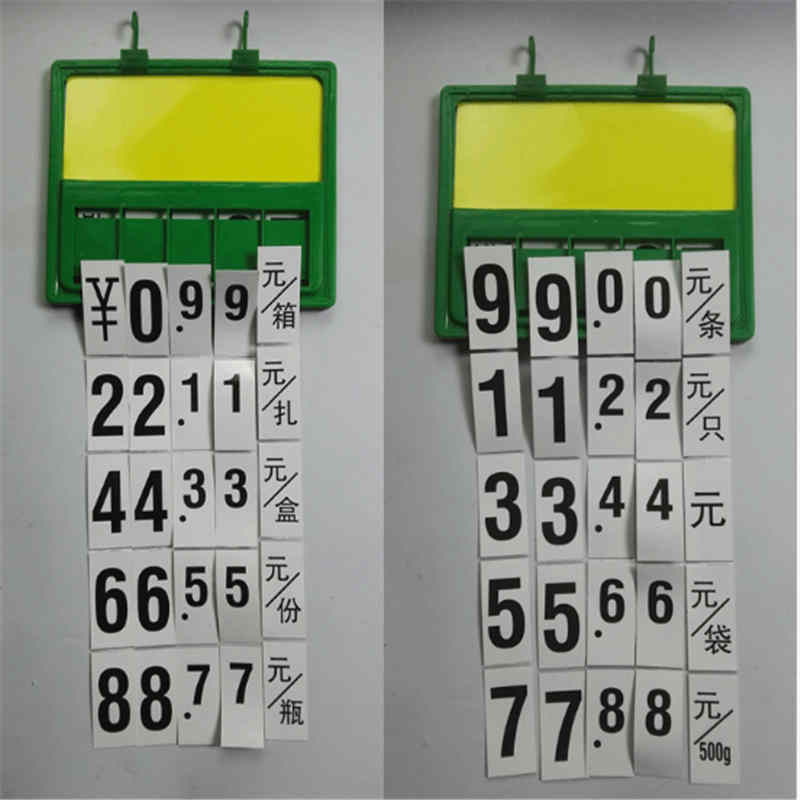 ¥0.99元/箱
22.11元/扎
44.33元/盒
66.55元/份
88.77元/瓶
99.00元/条
11.22元/只
33.44元
55.66元/袋
77.88元/500g